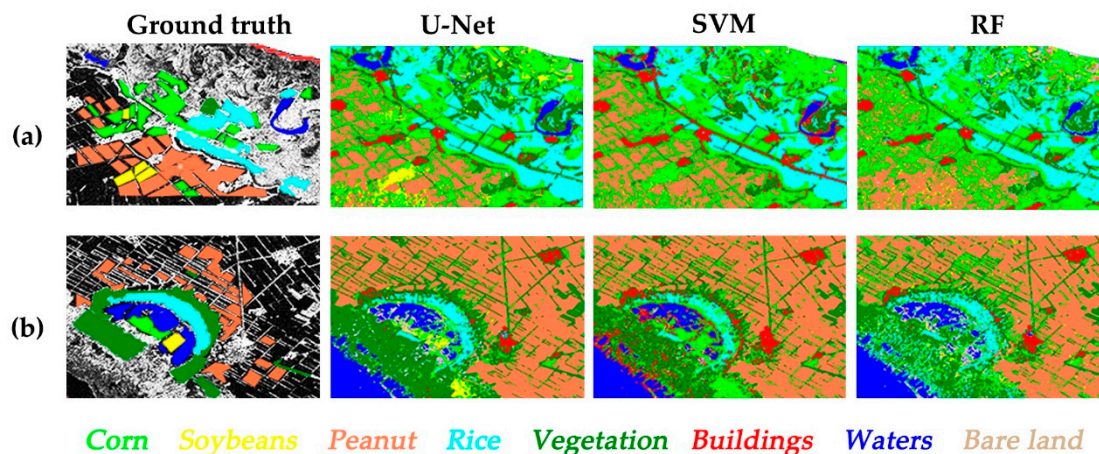 Ground truth U-Net SVM RF
(a)
(b)
Corn Soybeans Peanut Rice Vegetation Buildings Waters Bare land